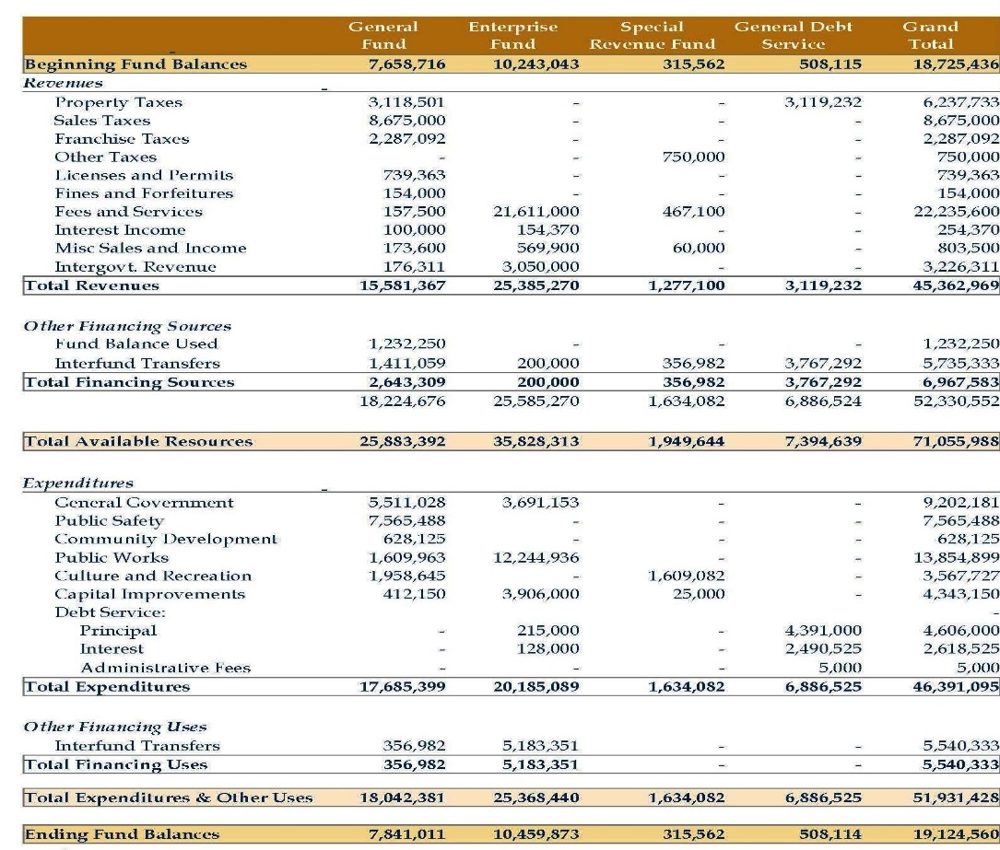 General Enterprise Special General Debt Grand
Fund Fund Revenue Fund Service Total
Beginning Fund Balances 7,658,716 10,243,043 315,562 508,115 18,725,436
Revenues
Property Taxes 3,118,501 - - 3,119,232 6,237,733
Sales Taxes 8,675,000 - - - 8,675,000
Franchise Taxes 2,287,092 - - - 2,287,092
Other Taxes - - 750,000 - 750,000
Licenses and Permits 739,363 - - - 739,363
Fines and Forfeitures 154,000 - - - 154,000
Fees and Services 157,500 21,611,000 467,100 - 22,235,600
Interest Income 100,000 154,370 - - 254,370
Misc Sales and Income 173,600 569,900 60,000 - 803,500
Intergovt. Revenue 176,311 3,050,000 - - 3,226,311
Total Revenues 15,581,367 25,385,270 1,277,100 3,119,232 45,362,969
Other Financing Sources
Fund Balance Used 1,232,250 - - - 1,232,250
Interfund Transfers 1,411,059 200,000 356,982 3,767,292 5,735,333
Total Financing Sources 2,643,309 200,000 356,982 3,767,292 6,967,583
18,224,676 25,585,270 1,634,082 6,886,524 52,330,552
Total Available Resources 25,883,392 35,828,313 1,949,644 7,394,639 71,055,988
Expenditures
General Government 5,511,028 3,691,153 - - 9,202,181
Public Safety 7,565,488 - - - 7,565,488
Community Development 628,125 - - - 628,125
Public Works 1,609,963 12,244,936 - - 13,854,899
Culture and Recreation 1,958,645 - 1,609,082 - 3,567,727
Capital Improvements 412,150 3,906,000 25,000 - 4,343,150
Debt Service: -
Principal - 215,000 - 4,391,000 4,606,000
Interest - 128,000 - 2,490,525 2,618,525
Administrative Fees - - - 5,000 5,000
Total Expenditures 17,685,399 20,185,089 1,634,082 6,886,525 46,391,095
Other Financing Uses
Interfund Transfers 356,982 5,183,351 - - 5,540,333
Total Financing Uses 356,982 5,183,351 - - 5,540,333
Total Expenditures & Other Uses 18,042,381 25,368,440 1,634,082 6,886,525 51,931,428
Ending Fund Balances 7,841,011 10,459,873 315,562 508,114 19,124,560